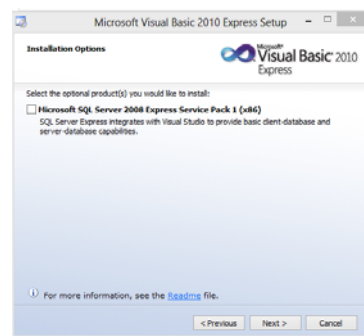 Microsoft Visual Basic 2010 Express Setup
Installation Options
Microsoft®
Visual Basic® 2010
Express
Select the optional product(s) you would like to install:
Microsoft SQL Server 2008 Express Service Pack 1 (x86)
SQL Server Express integrates with Visual Studio to provide basic client-database and
server-database capabilities.
For more information, see the Readme file.
< Previous
Next >
Cancel